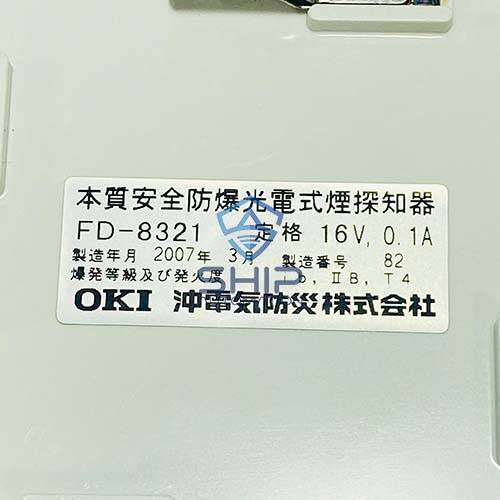 本質安全防爆光電式煙探知器
FD-8321 定格 16V, 0.1A
製造年月 2007年 3月 製造番号 82
爆発等級及び発火度 ib, ⅡB, T4
OKI 沖電気防災株式会社
SHIP